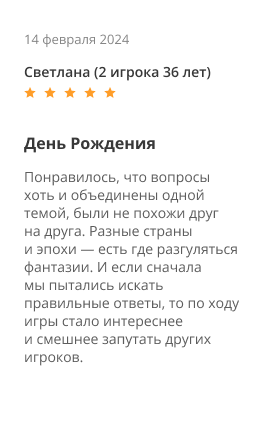 14 февраля 2024
Светлана (2 игрока 36 лет)
День Рождения
Понравилось, что вопросы
хоть и объединены одной
темой, были не похожи друг
на друга. Разные страны
и эпохи — есть где разгуляться
фантазии. И если сначала
мы пытались искать
правильные ответы, то по ходу
игры стало интереснее
и смешнее запутать других
игроков.